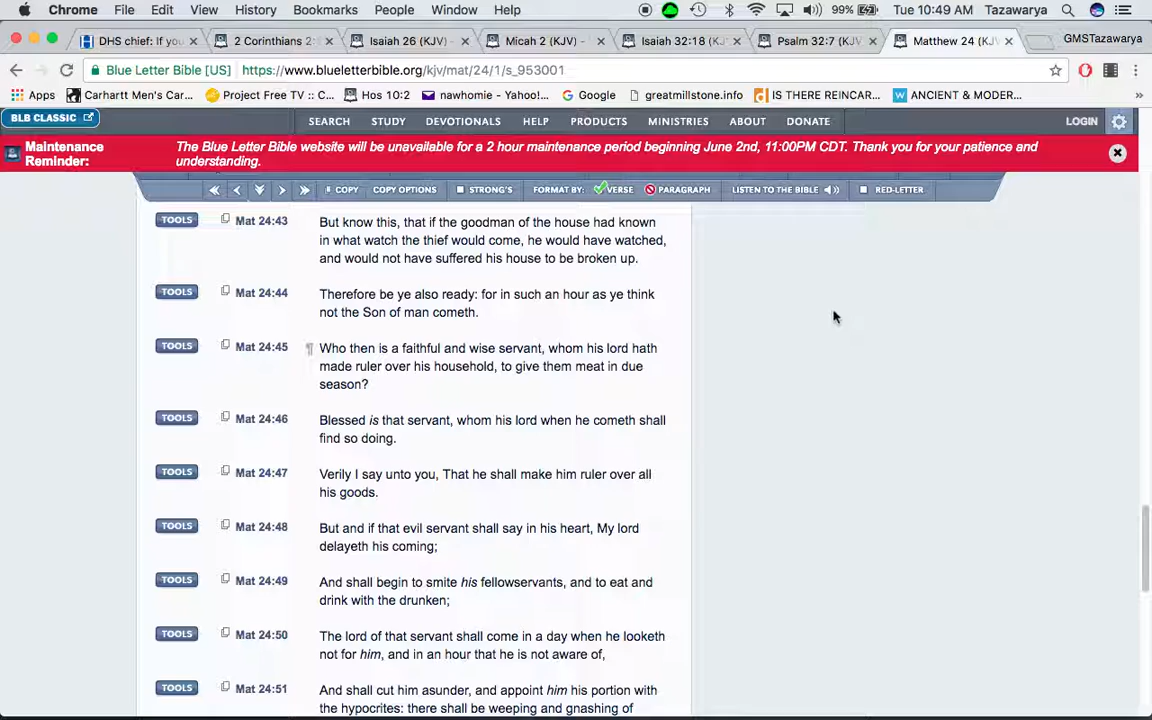 Chrome File Edit View History Bookmarks People Window Help 99% Tue 10:49 AM Tazawarya
DHS chief: If you 2 Corinthians 2: Isaiah 26 (KJV) - Micah 2 (KJV) - Isaiah 32:18 (KJV Psalm 32:7 (KJV) Matthew 24 (KJV GMSTazawarya
Blue Letter Bible [US] https://www.blueletterbible.org/kjv/mat/24/1/s_953001
Apps Carhartt Men's Car... Project Free TV :: C... Hos 10:2 nawhomie - Yahoo!... Google greatmillstone.info IS THERE REINCAR... ANCIENT & MODER... »
BLB CLASSIC SEARCH STUDY DEVOTIONALS HELP PRODUCTS MINISTRIES ABOUT DONATE LOGIN
Maintenance Reminder:
The Blue Letter Bible website will be unavailable for a 2 hour maintenance period beginning June 2nd, 11:00PM CDT. Thank you for your patience and
understanding.
COPY COPY OPTIONS STRONG'S FORMAT BY: VERSE PARAGRAPH LISTEN TO THE BIBLE RED-LETTER
TOOLS Mat 24:43 But know this, that if the goodman of the house had known
in what watch the thief would come, he would have watched,
and would not have suffered his house to be broken up.
TOOLS Mat 24:44 Therefore be ye also ready: for in such an hour as ye think
not the Son of man cometh.
TOOLS Mat 24:45 ¶ Who then is a faithful and wise servant, whom his lord hath
made ruler over his household, to give them meat in due
season?
TOOLS Mat 24:46 Blessed is that servant, whom his lord when he cometh shall
find so doing.
TOOLS Mat 24:47 Verily I say unto you, That he shall make him ruler over all
his goods.
TOOLS Mat 24:48 But and if that evil servant shall say in his heart, My lord
delayeth his coming;
TOOLS Mat 24:49 And shall begin to smite his fellowservants, and to eat and
drink with the drunken;
TOOLS Mat 24:50 The lord of that servant shall come in a day when he looketh
not for him, and in an hour that he is not aware of,
TOOLS Mat 24:51 And shall cut him asunder, and appoint him his portion with
the hypocrites: there shall be weeping and gnashing of